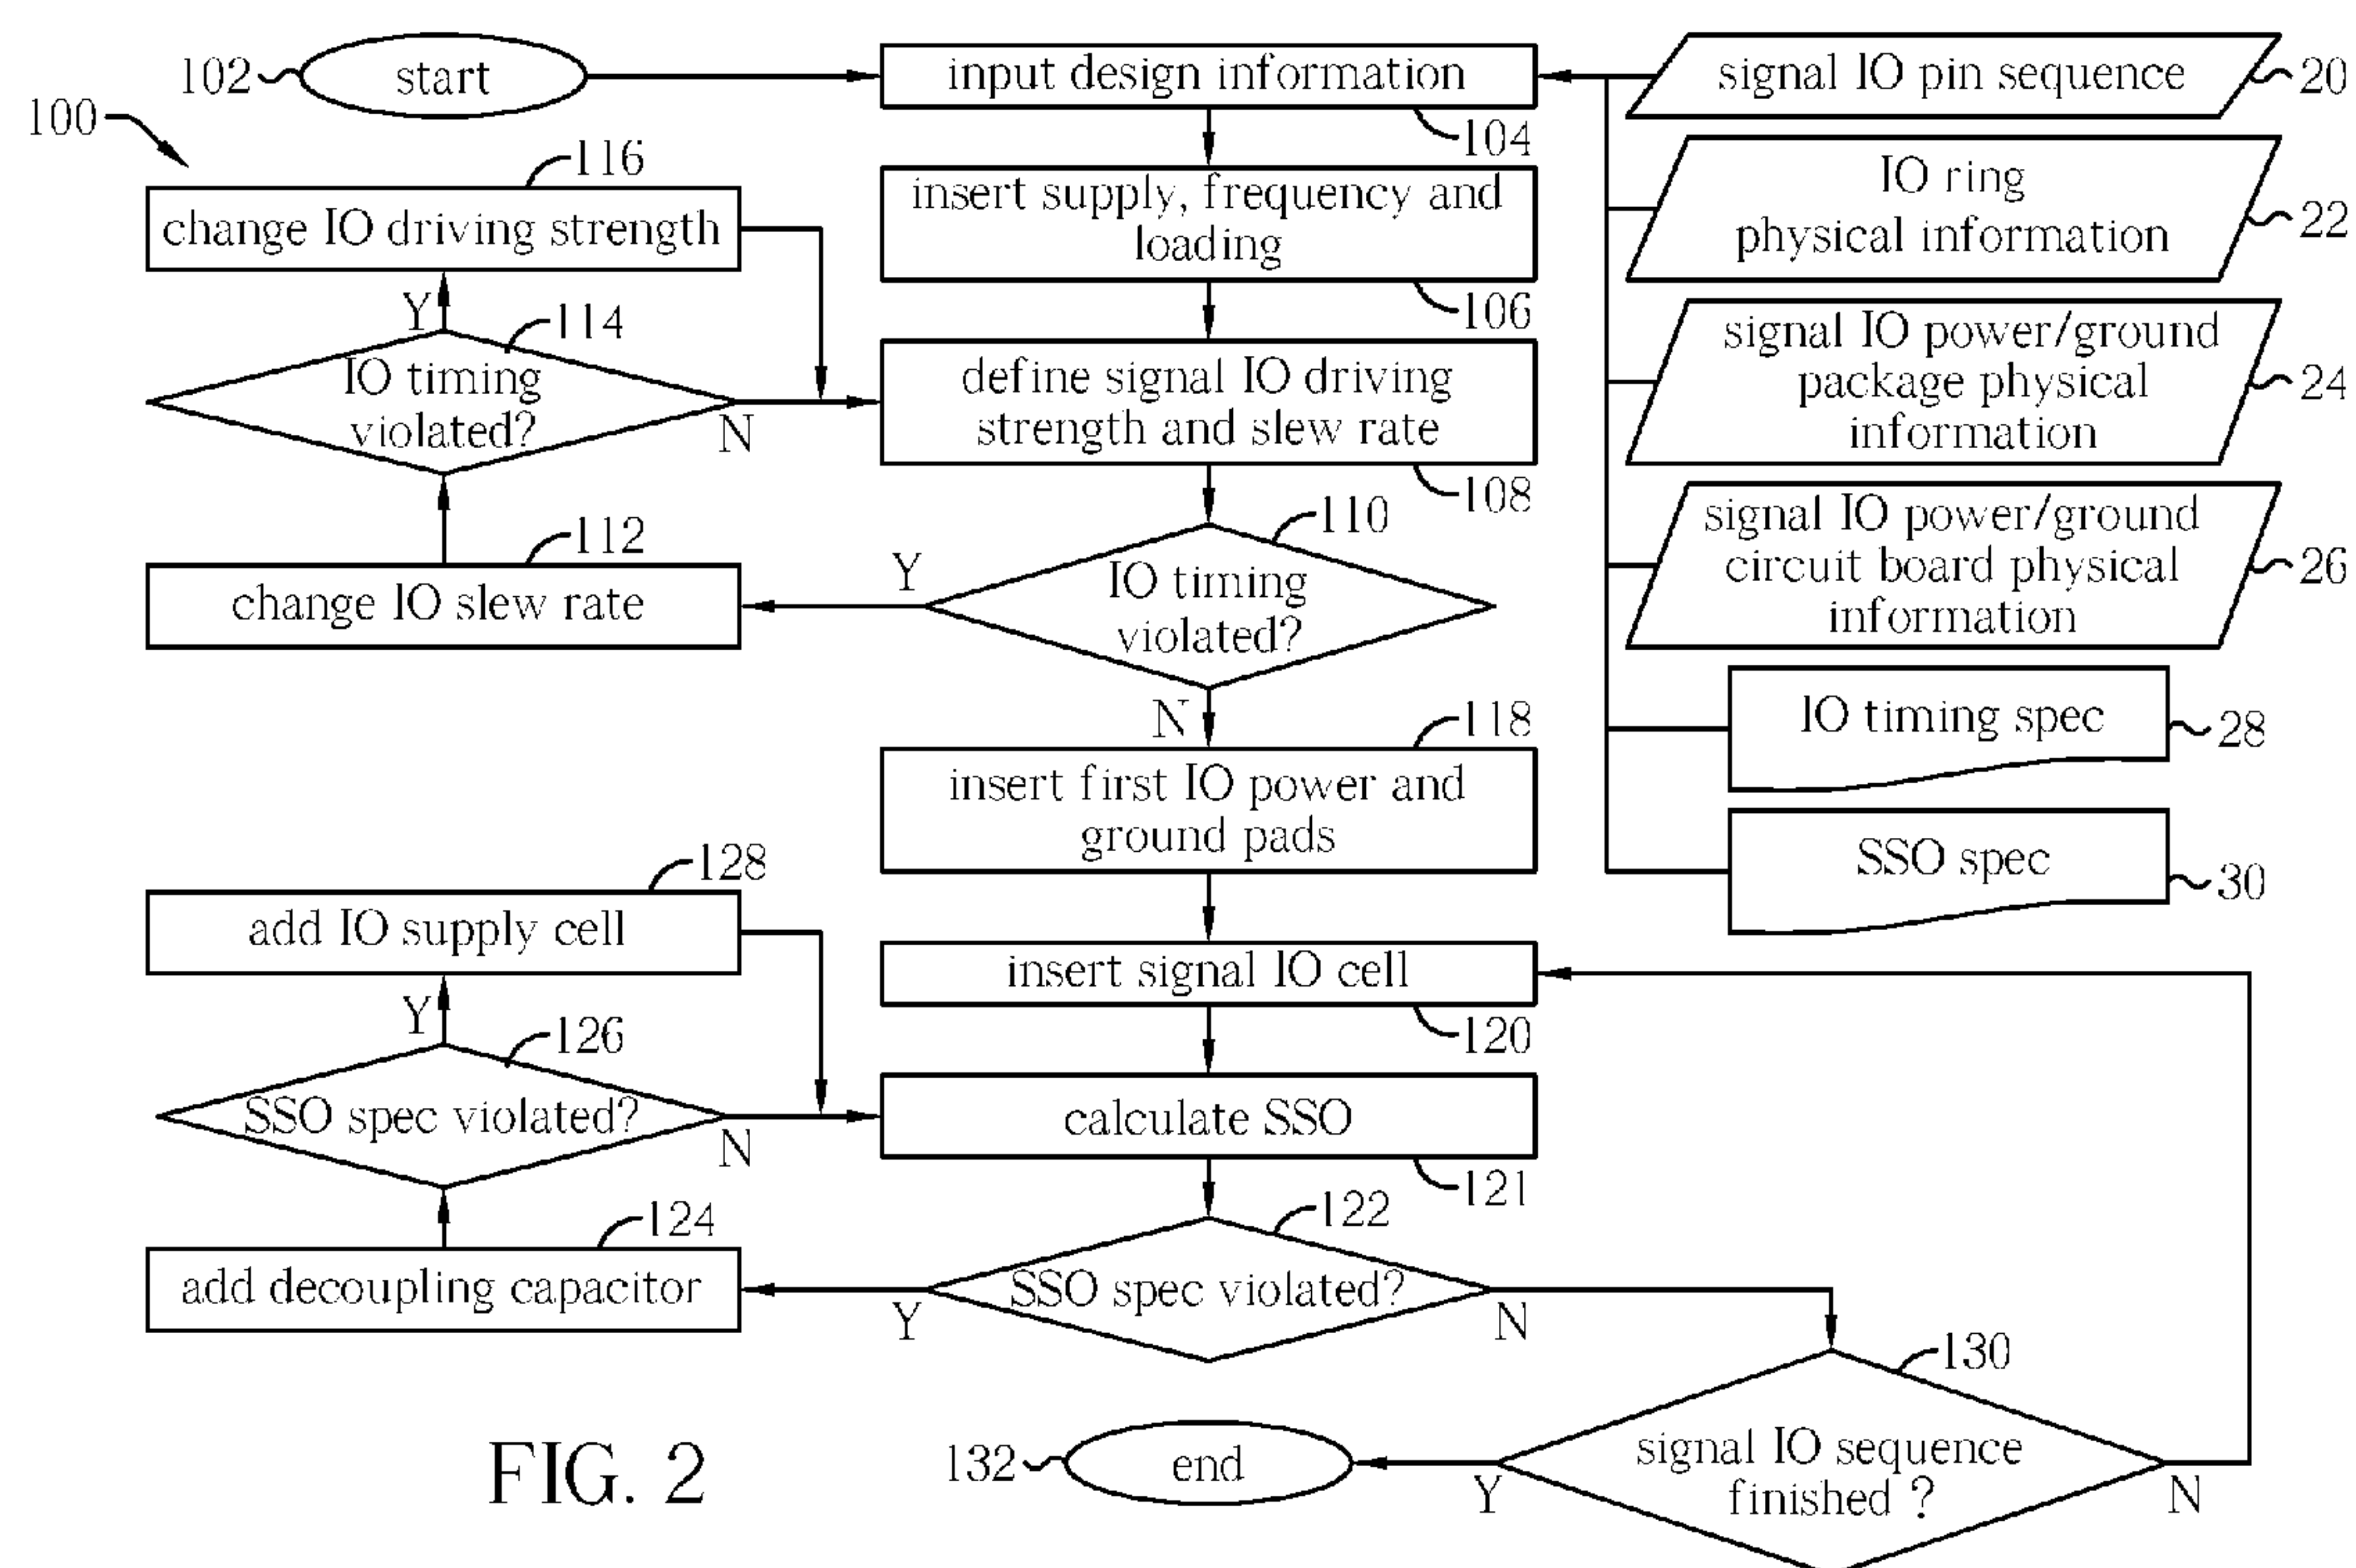 102
start
input design information
104
signal IO pin sequence
20
100
116
change IO driving strength
insert supply, frequency and
loading
106
IO ring
physical information
22
Y
114
IO timing
violated?
N
define signal IO driving
strength and slew rate
108
signal IO power/ground
package physical
information
24
112
change IO slew rate
Y
110
IO timing
violated?
N
signal IO power/ground
circuit board physical
information
26
118
insert first IO power and
ground pads
IO timing spec
28
SSO spec
30
128
add IO supply cell
insert signal IO cell
120
Y
126
SSO spec violated?
N
calculate SSO
121
124
add decoupling capacitor
Y
122
SSO spec violated?
N
130
signal IO sequence
finished ?
Y
N
132
end
FIG. 2